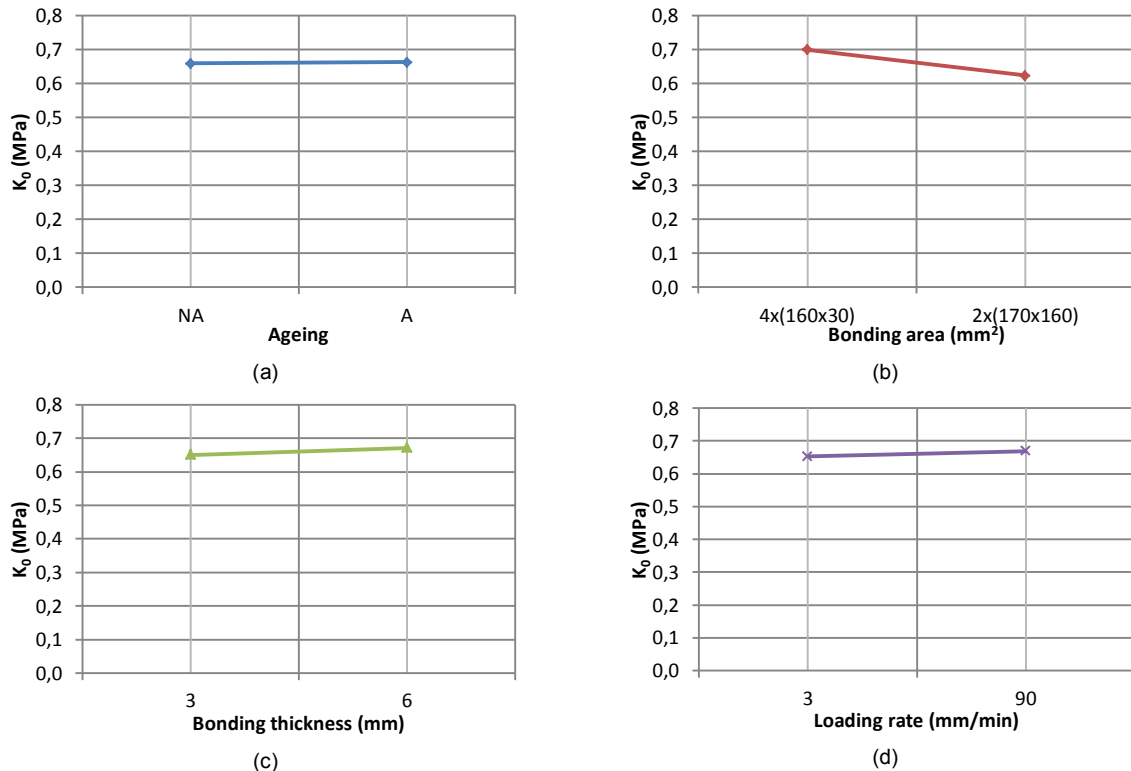 0,8
0,7
0,6
0,5
0,4
0,3
0,2
0,1
0,0
K₀ (MPa)
NA A
Ageing
(a)
0,8
0,7
0,6
0,5
0,4
0,3
0,2
0,1
0,0
K₀ (MPa)
4x(160x30) 2x(170x160)
Bonding area (mm²)
(b)
0,8
0,7
0,6
0,5
0,4
0,3
0,2
0,1
0,0
K₀ (MPa)
3 6
Bonding thickness (mm)
(c)
0,8
0,7
0,6
0,5
0,4
0,3
0,2
0,1
0,0
K₀ (MPa)
3 90
Loading rate (mm/min)
(d)